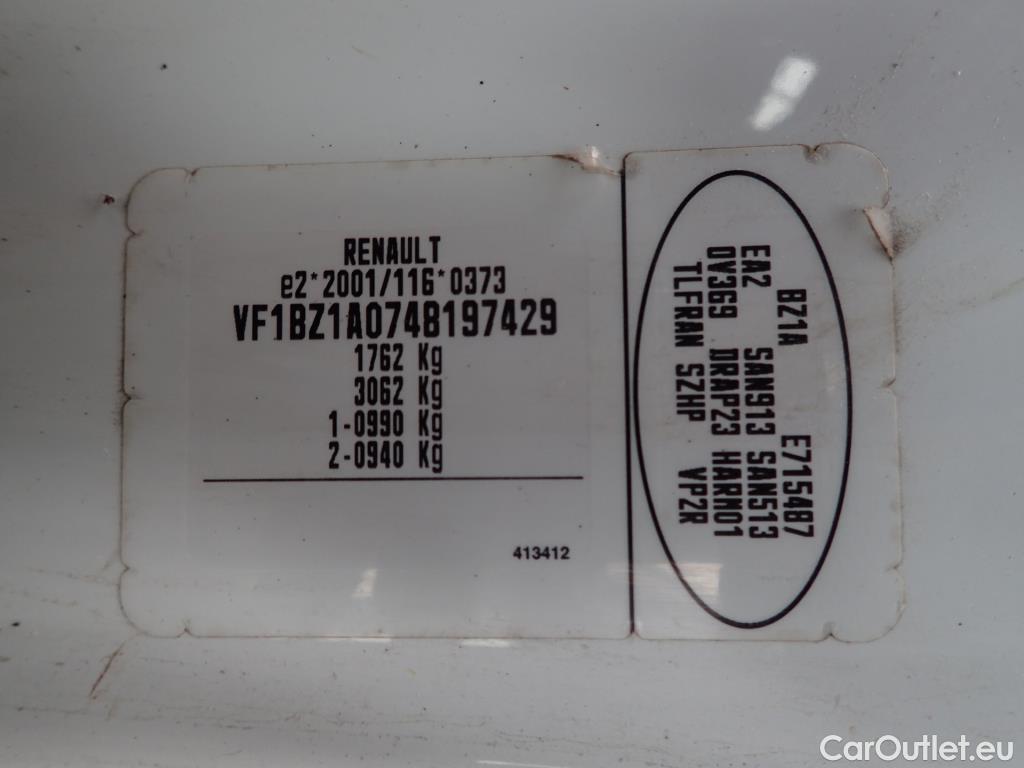 RENAULT
e2*2001/116*0373
VF1BZ1A0748197429
1762 Kg
3062 Kg
1-0990 Kg
2-0940 Kg
413412
BZ1A E715487
EA2 SAN913 SAN513
OV369 DRAP23 HARM01
TLFRAN SZHP VP2R
CarOutlet.eu